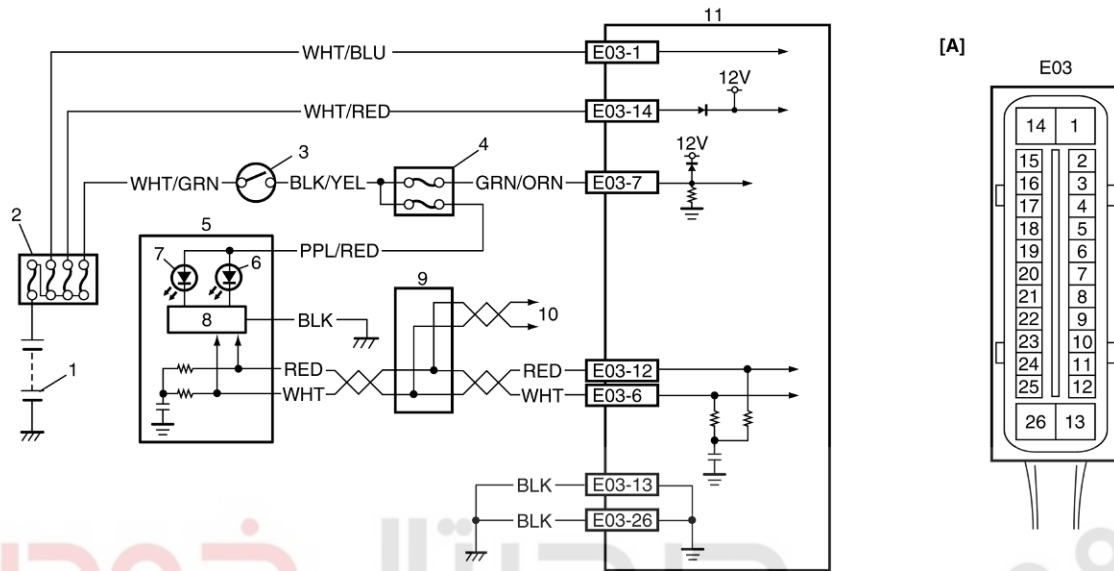 11
[A]
WHT/BLU
E03-1
E03
12V
WHT/RED
E03-14
14 1
3
4
12V
15 2
WHT/GRN
BLK/YEL
GRN/ORN
E03-7
16 3
17 4
2
5
18 5
PPL/RED
19 6
7
6
9
20 7
8
BLK
10
21 8
22 9
1
RED
RED
E03-12
23 10
WHT
WHT
E03-6
24 11
25 12
26 13
BLK
E03-13
BLK
E03-26